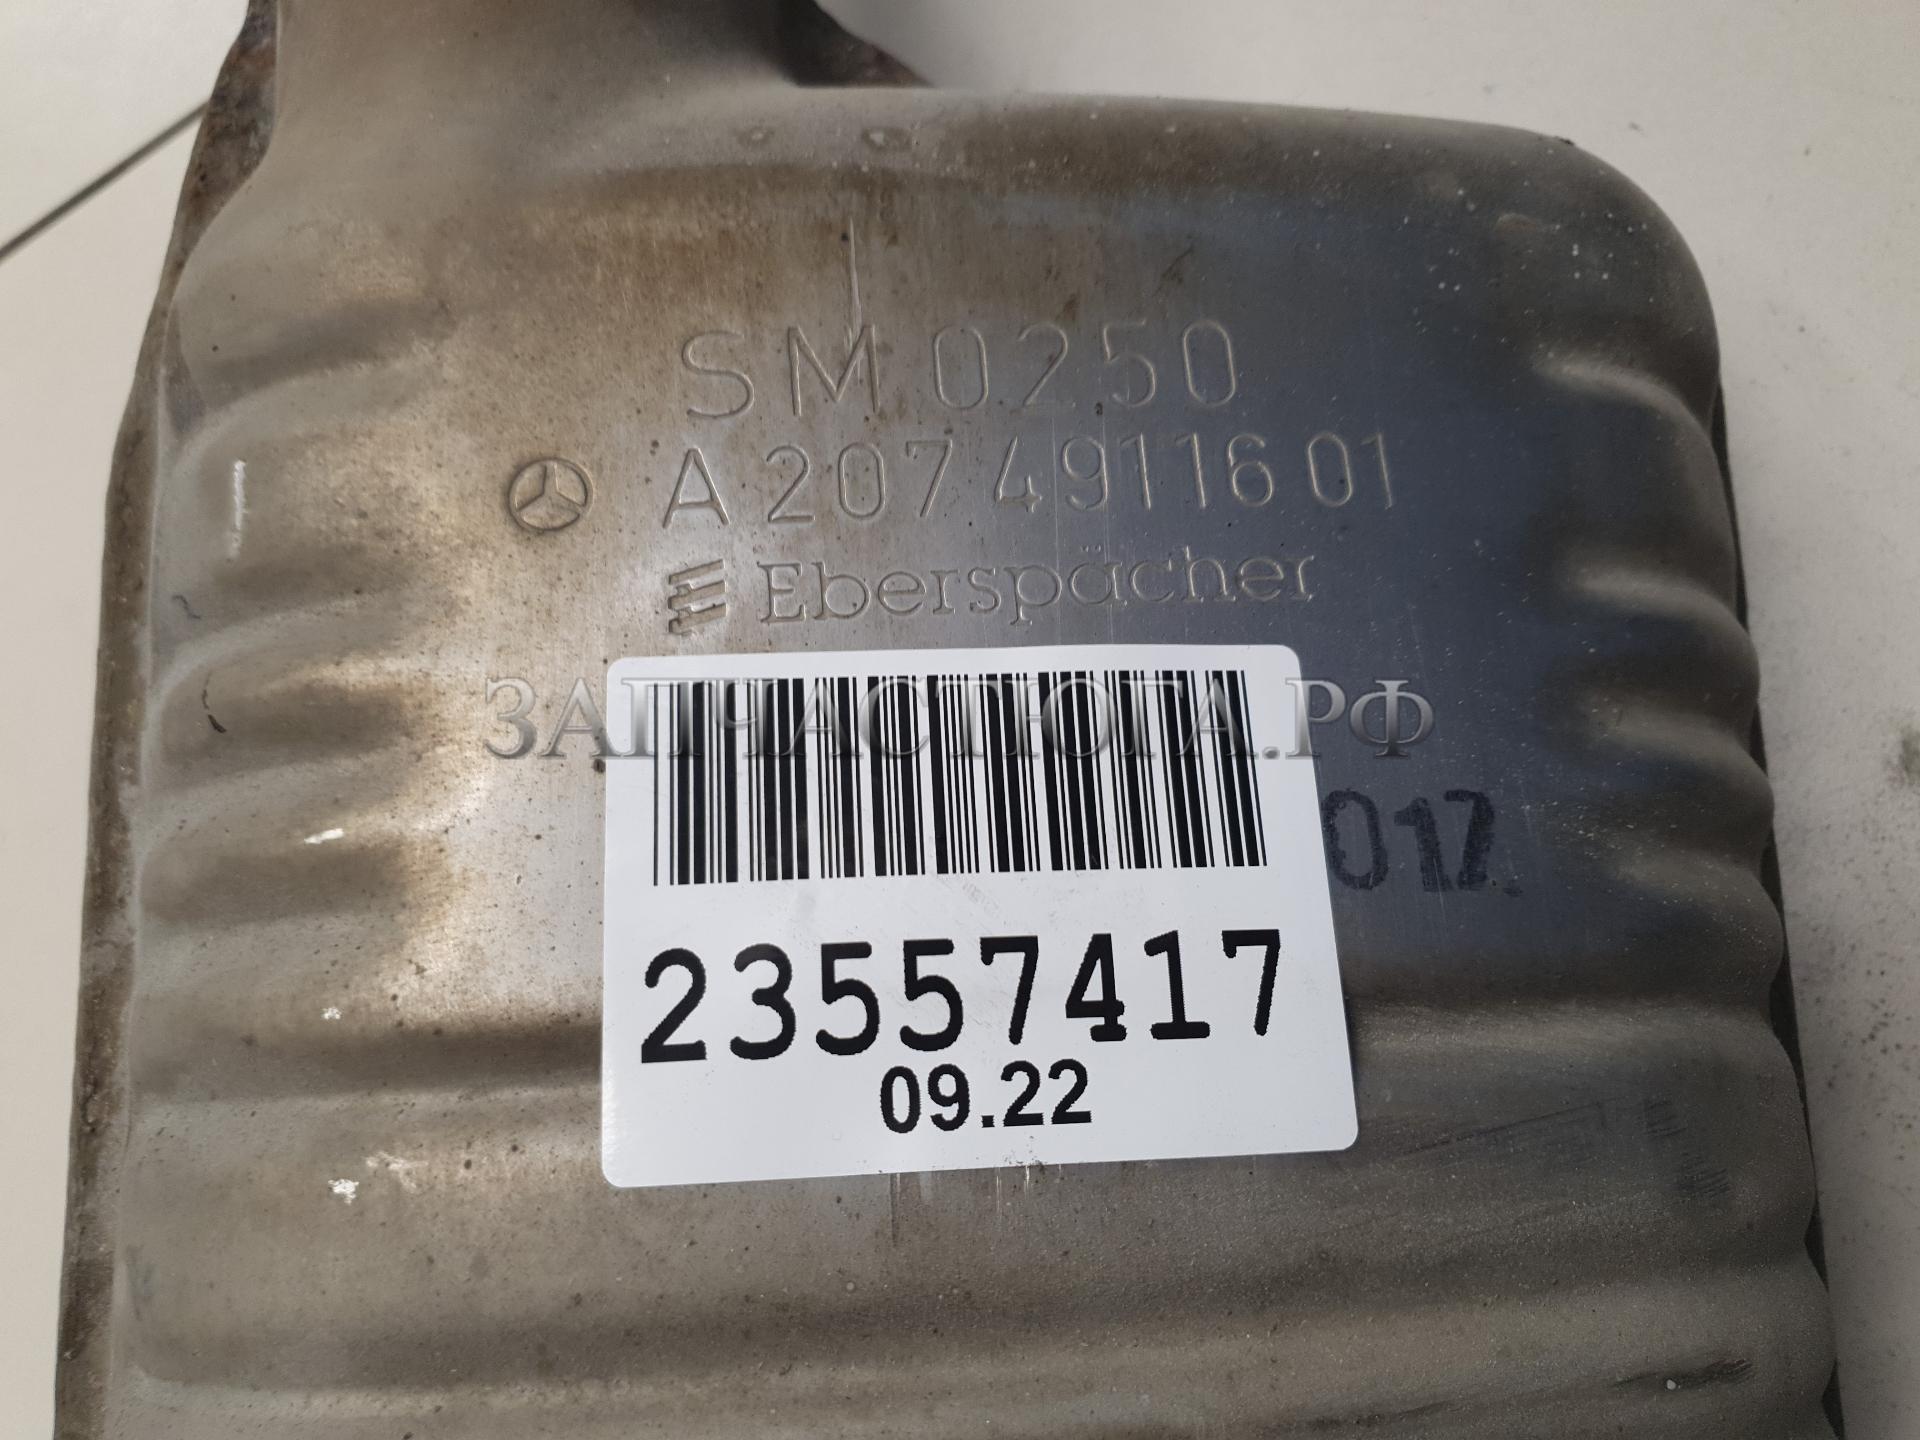 SM 0250
A 207 491 16 01
Eberspächer
ЗАПЧАСТЮГА.РФ
017
23557417
09.22